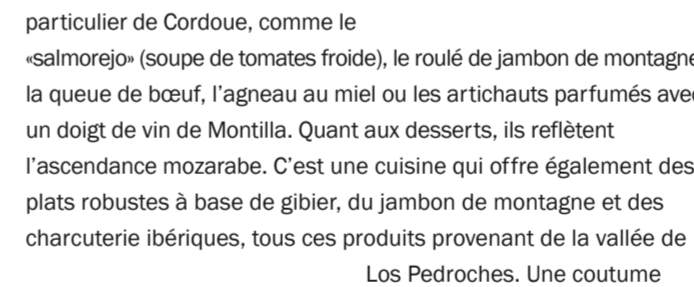 particulier de Cordoue, comme le
«salmorejo» (soupe de tomates froide), le roulé de jambon de montagne
la queue de bœuf, l'agneau au miel ou les artichauts parfumés avec
un doigt de vin de Montilla. Quant aux desserts, ils reflètent
l'ascendance mozarabe. C'est une cuisine qui offre également des
plats robustes à base de gibier, du jambon de montagne et des
charcuterie ibériques, tous ces produits provenant de la vallée de
Los Pedroches. Une coutume